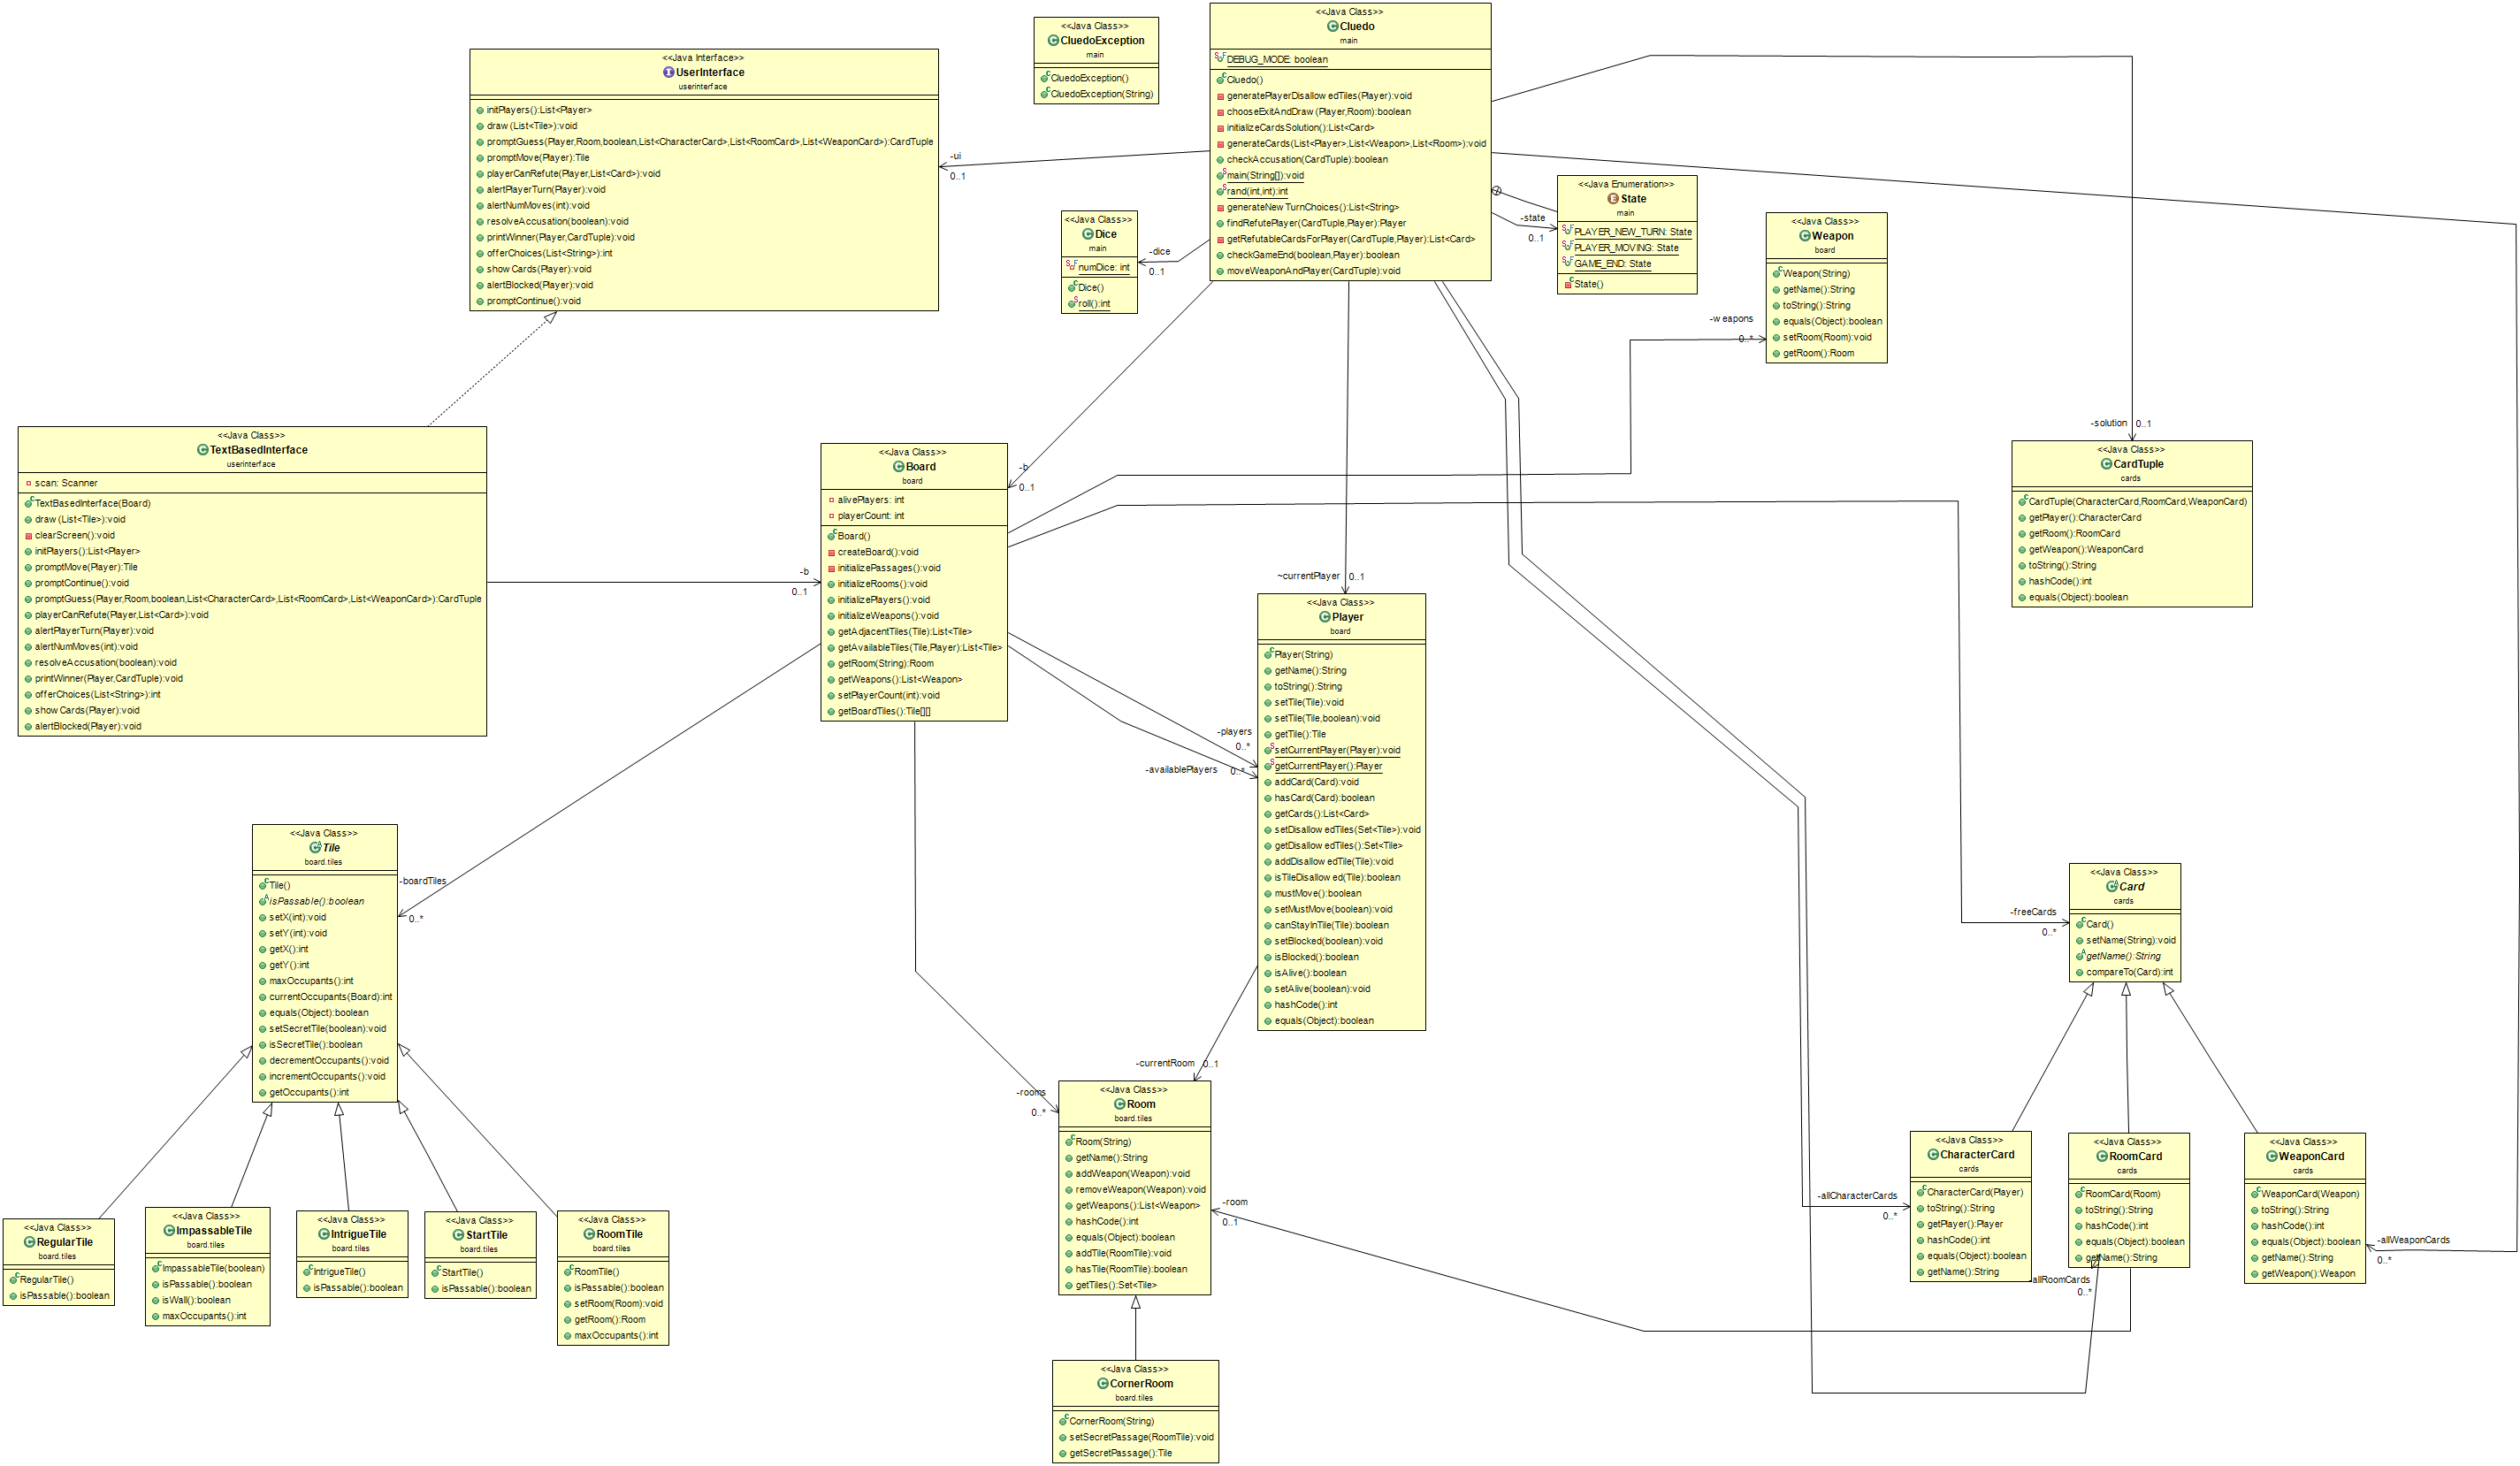 <<Java Class>>
CluedoException
main
CluedoException()
CluedoException(String)
<<Java Class>>
Cluedo
main
DEBUG_MODE: boolean
Cluedo()
generatePlayerDisallowedTiles(Player):void
chooseExitAndDraw(Player,Room):boolean
initializeCardsSolution():List<Card>
generateCards(List<Player>,List<Weapon>,List<Room>):void
checkAccusation(CardTuple):boolean
main(String[]):void
rand(int,int):int
generateNewTurnChoices():List<String>
findRefutePlayer(CardTuple,Player):Player
getRefutableCardsForPlayer(CardTuple,Player):List<Card>
checkGameEnd(boolean,Player):boolean
moveWeaponAndPlayer(CardTuple):void
<<Java Interface>>
UserInterface
userinterface
initPlayers():List<Player>
draw(List<Tile>):void
promptGuess(Player,Room,boolean,List<CharacterCard>,List<RoomCard>,List<WeaponCard>):CardTuple
promptMove(Player):Tile
playerCanRefute(Player,List<Card>):void
alertPlayerTurn(Player):void
alertNumMoves(int):void
resolveAccusation(boolean):void
printWinner(Player,CardTuple):void
offerChoices(List<String>):int
showCards(Player):void
alertBlocked(Player):void
promptContinue():void
-ui
0..1
<<Java Class>>
Dice
main
numDice: int
Dice()
roll():int
-dice
0..1
<<Java Enumeration>>
State
main
PLAYER_NEW_TURN: State
PLAYER_MOVING: State
GAME_END: State
State()
-state
0..1
<<Java Class>>
Weapon
board
Weapon(String)
getName():String
toString():String
equals(Object):boolean
setRoom(Room):void
getRoom():Room
-weapons
0..*
<<Java Class>>
TextBasedInterface
userinterface
scan: Scanner
TextBasedInterface(Board)
draw(List<Tile>):void
clearScreen():void
initPlayers():List<Player>
promptMove(Player):Tile
promptContinue():void
promptGuess(Player,Room,boolean,List<CharacterCard>,List<RoomCard>,List<WeaponCard>):CardTuple
playerCanRefute(Player,List<Card>):void
alertPlayerTurn(Player):void
alertNumMoves(int):void
resolveAccusation(boolean):void
printWinner(Player,CardTuple):void
offerChoices(List<String>):int
showCards(Player):void
alertBlocked(Player):void
-b
0..1
<<Java Class>>
Board
board
alivePlayers: int
playerCount: int
Board()
createBoard():void
initializePassages():void
initializeRooms():void
initializePlayers():void
initializeWeapons():void
getAdjacentTiles(Tile):List<Tile>
getAvailableTiles(Tile,Player):List<Tile>
getRoom(String):Room
getWeapons():List<Weapon>
setPlayerCount(int):void
getBoardTiles():Tile[][]
-b
0..1
-solution
0..1
<<Java Class>>
CardTuple
cards
CardTuple(CharacterCard,RoomCard,WeaponCard)
getPlayer():CharacterCard
getRoom():RoomCard
getWeapon():WeaponCard
toString():String
hashCode():int
equals(Object):boolean
~currentPlayer
0..1
<<Java Class>>
Player
board
Player(String)
getName():String
toString():String
setTile(Tile):void
setTile(Tile,boolean):void
getTile():Tile
setCurrentPlayer(Player):void
getCurrentPlayer():Player
addCard(Card):void
hasCard(Card):boolean
getCards():List<Card>
setDisallowedTiles(Set<Tile>):void
getDisallowedTiles():Set<Tile>
addDisallowedTile(Tile):void
isTileDisallowed(Tile):boolean
mustMove():boolean
setMustMove(boolean):void
canStayInTile(Tile):boolean
setBlocked(boolean):void
isBlocked():boolean
isAlive():boolean
setAlive(boolean):void
hashCode():int
equals(Object):boolean
-players
0..*
-availablePlayers
0..*
<<Java Class>>
Tile
board.tiles
Tile()
isPassable():boolean
setX(int):void
setY(int):void
getX():int
getY():int
maxOccupants():int
currentOccupants(Board):int
equals(Object):boolean
setSecretTile(boolean):void
isSecretTile():boolean
decrementOccupants():void
incrementOccupants():void
getOccupants():int
-boardTiles
0..*
-freeCards
0..*
<<Java Class>>
Card
cards
Card()
setName(String):void
getName():String
compareTo(Card):int
-currentRoom
0..1
-rooms
0..*
<<Java Class>>
Room
board.tiles
Room(String)
getName():String
addWeapon(Weapon):void
removeWeapon(Weapon):void
getWeapons():List<Weapon>
hashCode():int
equals(Object):boolean
addTile(RoomTile):void
hasTile(RoomTile):boolean
getTiles():Set<Tile>
-room
0..1
<<Java Class>>
RegularTile
board.tiles
RegularTile()
isPassable():boolean
<<Java Class>>
ImpassableTile
board.tiles
ImpassableTile(boolean)
isPassable():boolean
isWall():boolean
maxOccupants():int
<<Java Class>>
IntrigueTile
board.tiles
IntrigueTile()
isPassable():boolean
<<Java Class>>
StartTile
board.tiles
StartTile()
isPassable():boolean
<<Java Class>>
RoomTile
board.tiles
RoomTile()
isPassable():boolean
setRoom(Room):void
getRoom():Room
maxOccupants():int
-allCharacterCards
0..*
<<Java Class>>
CharacterCard
cards
CharacterCard(Player)
toString():String
getPlayer():Player
hashCode():int
equals(Object):boolean
getName():String
<<Java Class>>
RoomCard
cards
RoomCard(Room)
toString():String
hashCode():int
equals(Object):boolean
getName():String
-allRoomCards
0..*
<<Java Class>>
WeaponCard
cards
WeaponCard(Weapon)
toString():String
hashCode():int
equals(Object):boolean
getName():String
getWeapon():Weapon
-allWeaponCards
0..*
<<Java Class>>
CornerRoom
board.tiles
CornerRoom(String)
setSecretPassage(RoomTile):void
getSecretPassage():Tile